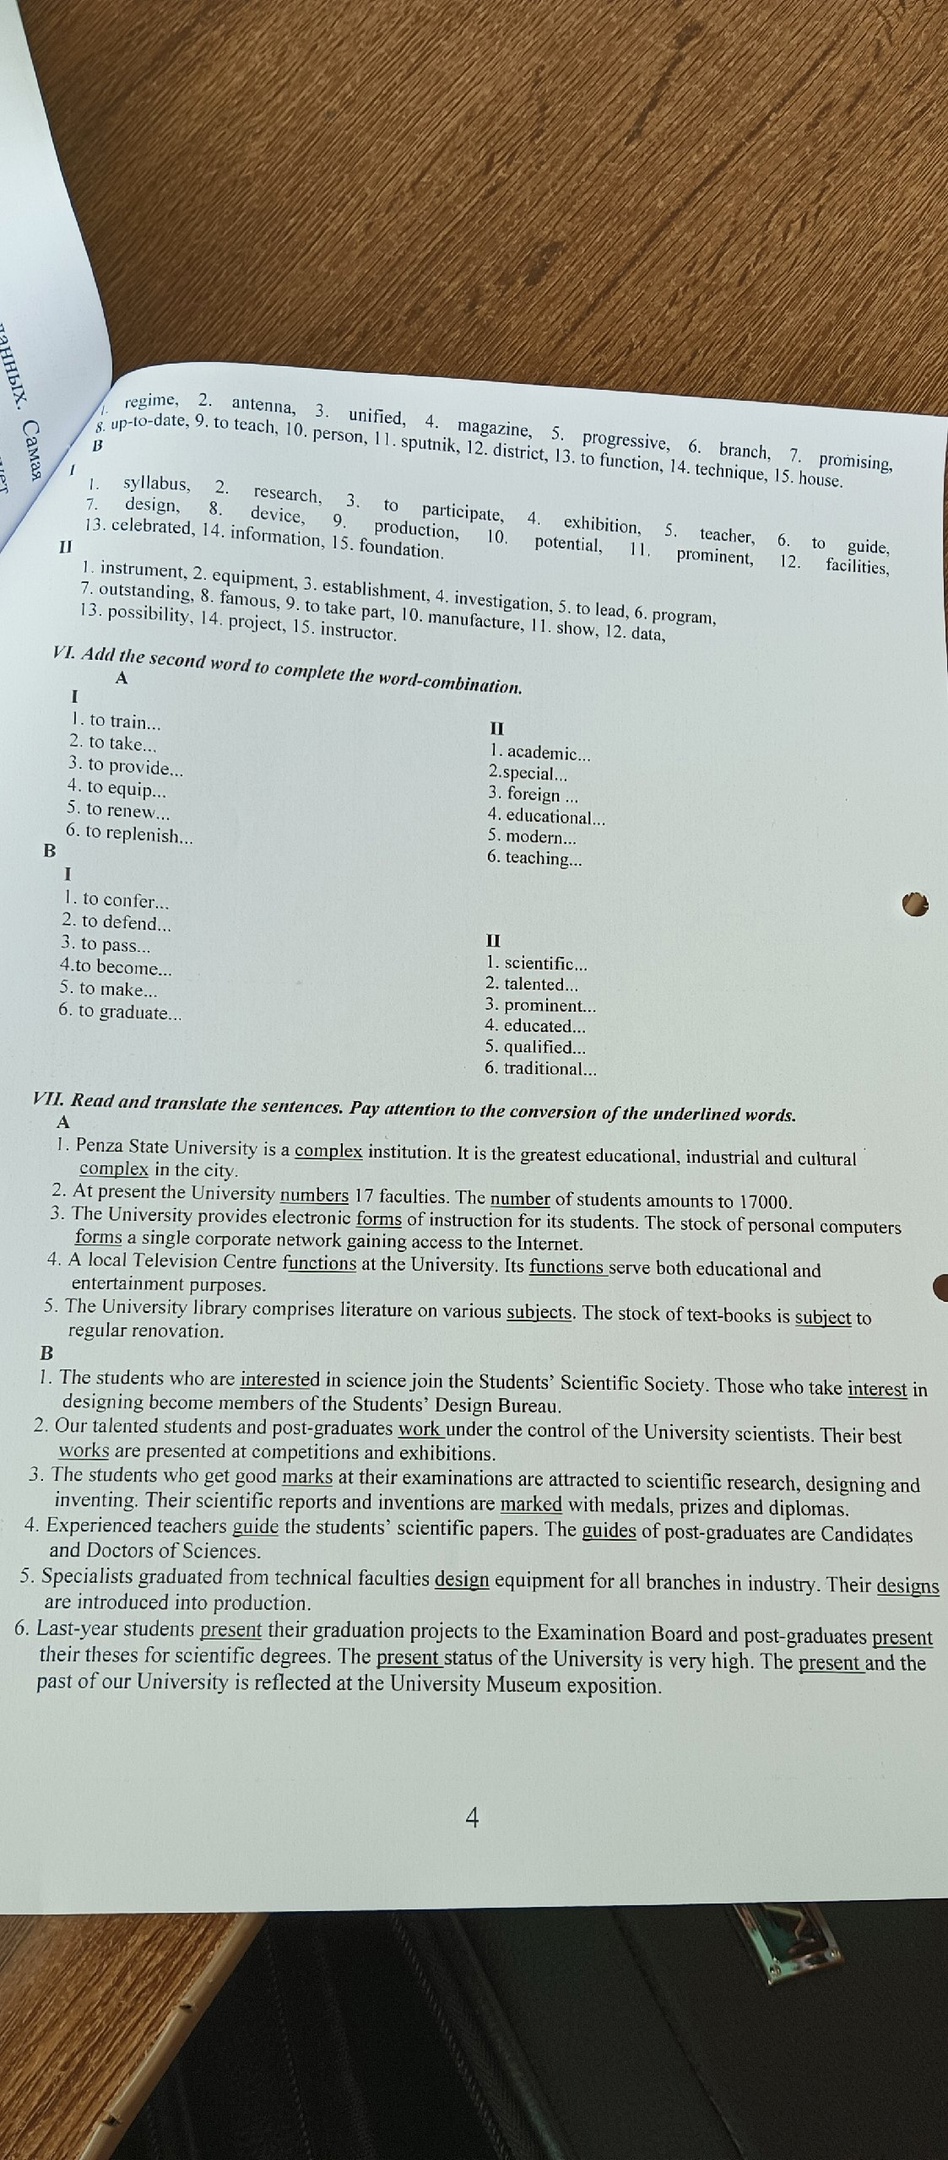 данных. Самая
1. regime, 2. antenna, 3. unified, 4. magazine, 5. progressive, 6. branch, 7. promising,
8. up-to-date, 9. to teach, 10. person, 11. sputnik, 12. district, 13. to function, 14. technique, 15. house.
B
I
1. syllabus, 2. research, 3. to participate, 4. exhibition, 5. teacher, 6. to guide,
7. design, 8. device, 9. production, 10. potential, 11. prominent, 12. facilities,
13. celebrated, 14. information, 15. foundation.
II
1. instrument, 2. equipment, 3. establishment, 4. investigation, 5. to lead, 6. program,
7. outstanding, 8. famous, 9. to take part, 10. manufacture, 11. show, 12. data,
13. possibility, 14. project, 15. instructor.
VI. Add the second word to complete the word-combination.
A
I
1. to train...
2. to take...
3. to provide...
4. to equip...
5. to renew...
6. to replenish...
II
1. academic...
2.special...
3. foreign ...
4. educational...
5. modern...
6. teaching...
B
I
1. to confer...
2. to defend...
3. to pass...
4.to become...
5. to make...
6. to graduate...
II
1. scientific...
2. talented...
3. prominent...
4. educated...
5. qualified...
6. traditional...
VII. Read and translate the sentences. Pay attention to the conversion of the underlined words.
A
1. Penza State University is a complex institution. It is the greatest educational, industrial and cultural
complex in the city.
2. At present the University numbers 17 faculties. The number of students amounts to 17000.
3. The University provides electronic forms of instruction for its students. The stock of personal computers
forms a single corporate network gaining access to the Internet.
4. A local Television Centre functions at the University. Its functions serve both educational and
entertainment purposes.
5. The University library comprises literature on various subjects. The stock of text-books is subject to
regular renovation.
B
1. The students who are interested in science join the Students' Scientific Society. Those who take interest in
designing become members of the Students' Design Bureau.
2. Our talented students and post-graduates work under the control of the University scientists. Their best
works are presented at competitions and exhibitions.
3. The students who get good marks at their examinations are attracted to scientific research, designing and
inventing. Their scientific reports and inventions are marked with medals, prizes and diplomas.
4. Experienced teachers guide the students' scientific papers. The guides of post-graduates are Candidates
and Doctors of Sciences.
5. Specialists graduated from technical faculties design equipment for all branches in industry. Their designs
are introduced into production.
6. Last-year students present their graduation projects to the Examination Board and post-graduates present
their theses for scientific degrees. The present status of the University is very high. The present and the
past of our University is reflected at the University Museum exposition.
4